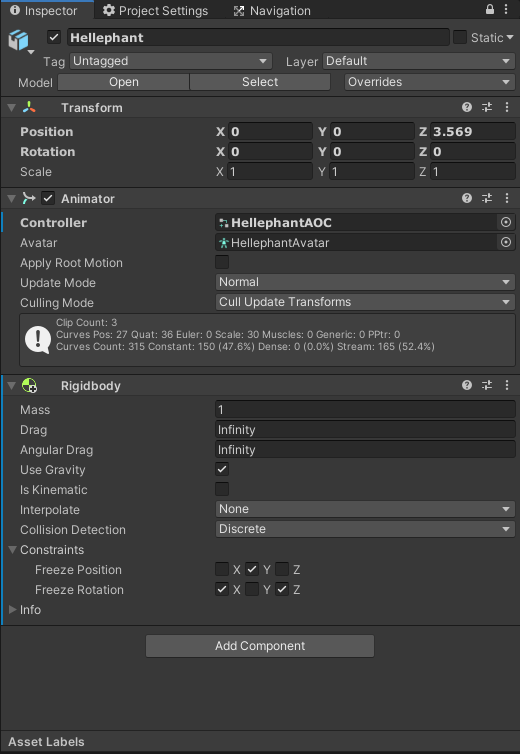 Inspector Project Settings Navigation
Hellephant Static
Tag Untagged Layer Default
Model Open Select Overrides
Transform
Position X 0 Y 0 Z 3.569
Rotation X 0 Y 0 Z 0
Scale X 1 Y 1 Z 1
Animator
Controller HellephantAOC
Avatar HellephantAvatar
Apply Root Motion
Update Mode Normal
Culling Mode Cull Update Transforms
Clip Count: 3
Curves Pos: 27 Quat: 36 Euler: 0 Scale: 30 Muscles: 0 Generic: 0 PPtr: 0
Curves Count: 315 Constant: 150 (47.6%) Dense: 0 (0.0%) Stream: 165 (52.4%)
Rigidbody
Mass 1
Drag Infinity
Angular Drag Infinity
Use Gravity
Is Kinematic
Interpolate None
Collision Detection Discrete
Constraints
Freeze Position X Y Z
Freeze Rotation X Y Z
Info
Add Component
Asset Labels